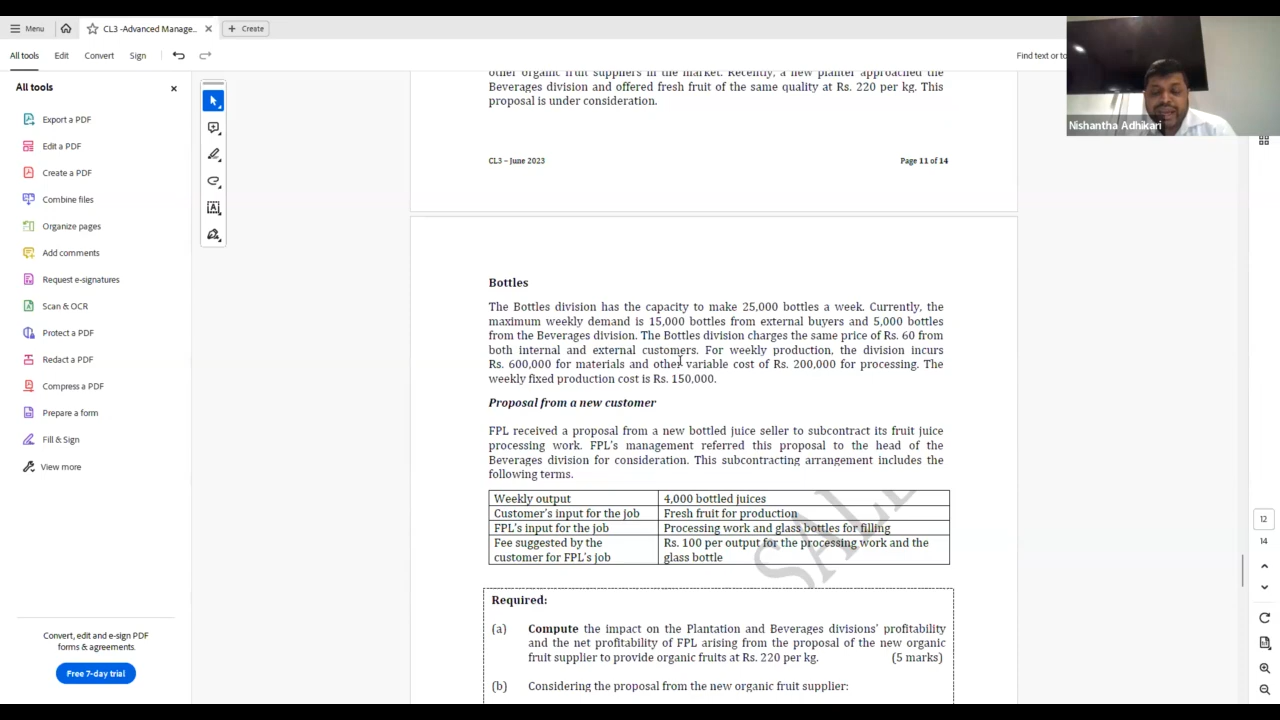 Menu
CL3 -Advanced Manage...
Create
All tools
Edit
Convert
Sign
Find text or to
All tools
Export a PDF
Edit a PDF
Create a PDF
Combine files
Organize pages
Add comments
Request e-signatures
Scan & OCR
Protect a PDF
Redact a PDF
Compress a PDF
Prepare a form
Fill & Sign
View more
Convert, edit and e-sign PDF
forms & agreements.
Free 7-day trial
other organic fruit suppliers in the market. Recently, a new planter approached the
Beverages division and offered fresh fruit of the same quality at Rs. 220 per kg. This
proposal is under consideration.
CL3 – June 2023
Page 11 of 14
Bottles
The Bottles division has the capacity to make 25,000 bottles a week. Currently, the
maximum weekly demand is 15,000 bottles from external buyers and 5,000 bottles
from the Beverages division. The Bottles division charges the same price of Rs. 60 from
both internal and external customers. For weekly production, the division incurs
Rs. 600,000 for materials and other variable cost of Rs. 200,000 for processing. The
weekly fixed production cost is Rs. 150,000.
Proposal from a new customer
FPL received a proposal from a new bottled juice seller to subcontract its fruit juice
processing work. FPL's management referred this proposal to the head of the
Beverages division for consideration. This subcontracting arrangement includes the
following terms.
Weekly output 4,000 bottled juices
Customer's input for the job Fresh fruit for production
FPL's input for the job Processing work and glass bottles for filling
Fee suggested by the Rs. 100 per output for the processing work and the
customer for FPL's job glass bottle
Required:
(a) Compute the impact on the Plantation and Beverages divisions' profitability
and the net profitability of FPL arising from the proposal of the new organic
fruit supplier to provide organic fruits at Rs. 220 per kg. (5 marks)
(b) Considering the proposal from the new organic fruit supplier:
Nishantha Adhikari
12
14